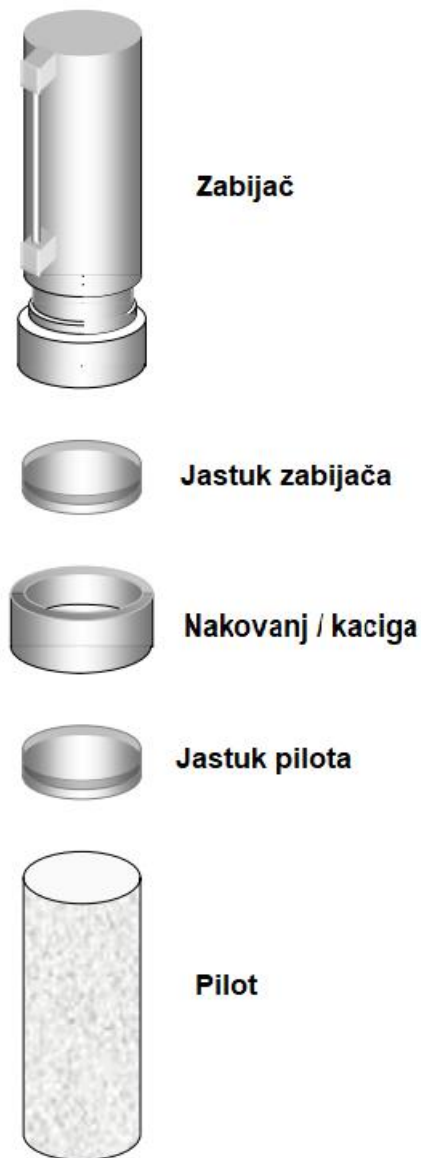 Zabijač
Jastuk zabijača
Nakovanj / kaciga
Jastuk pilota
Pilot